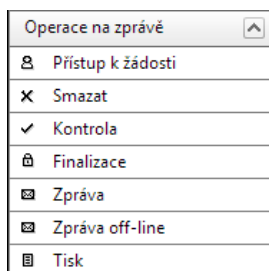 Operace na zprávě
Přístup k žádosti
Smazat
Kontrola
Finalizace
Zpráva
Zpráva off-line
Tisk